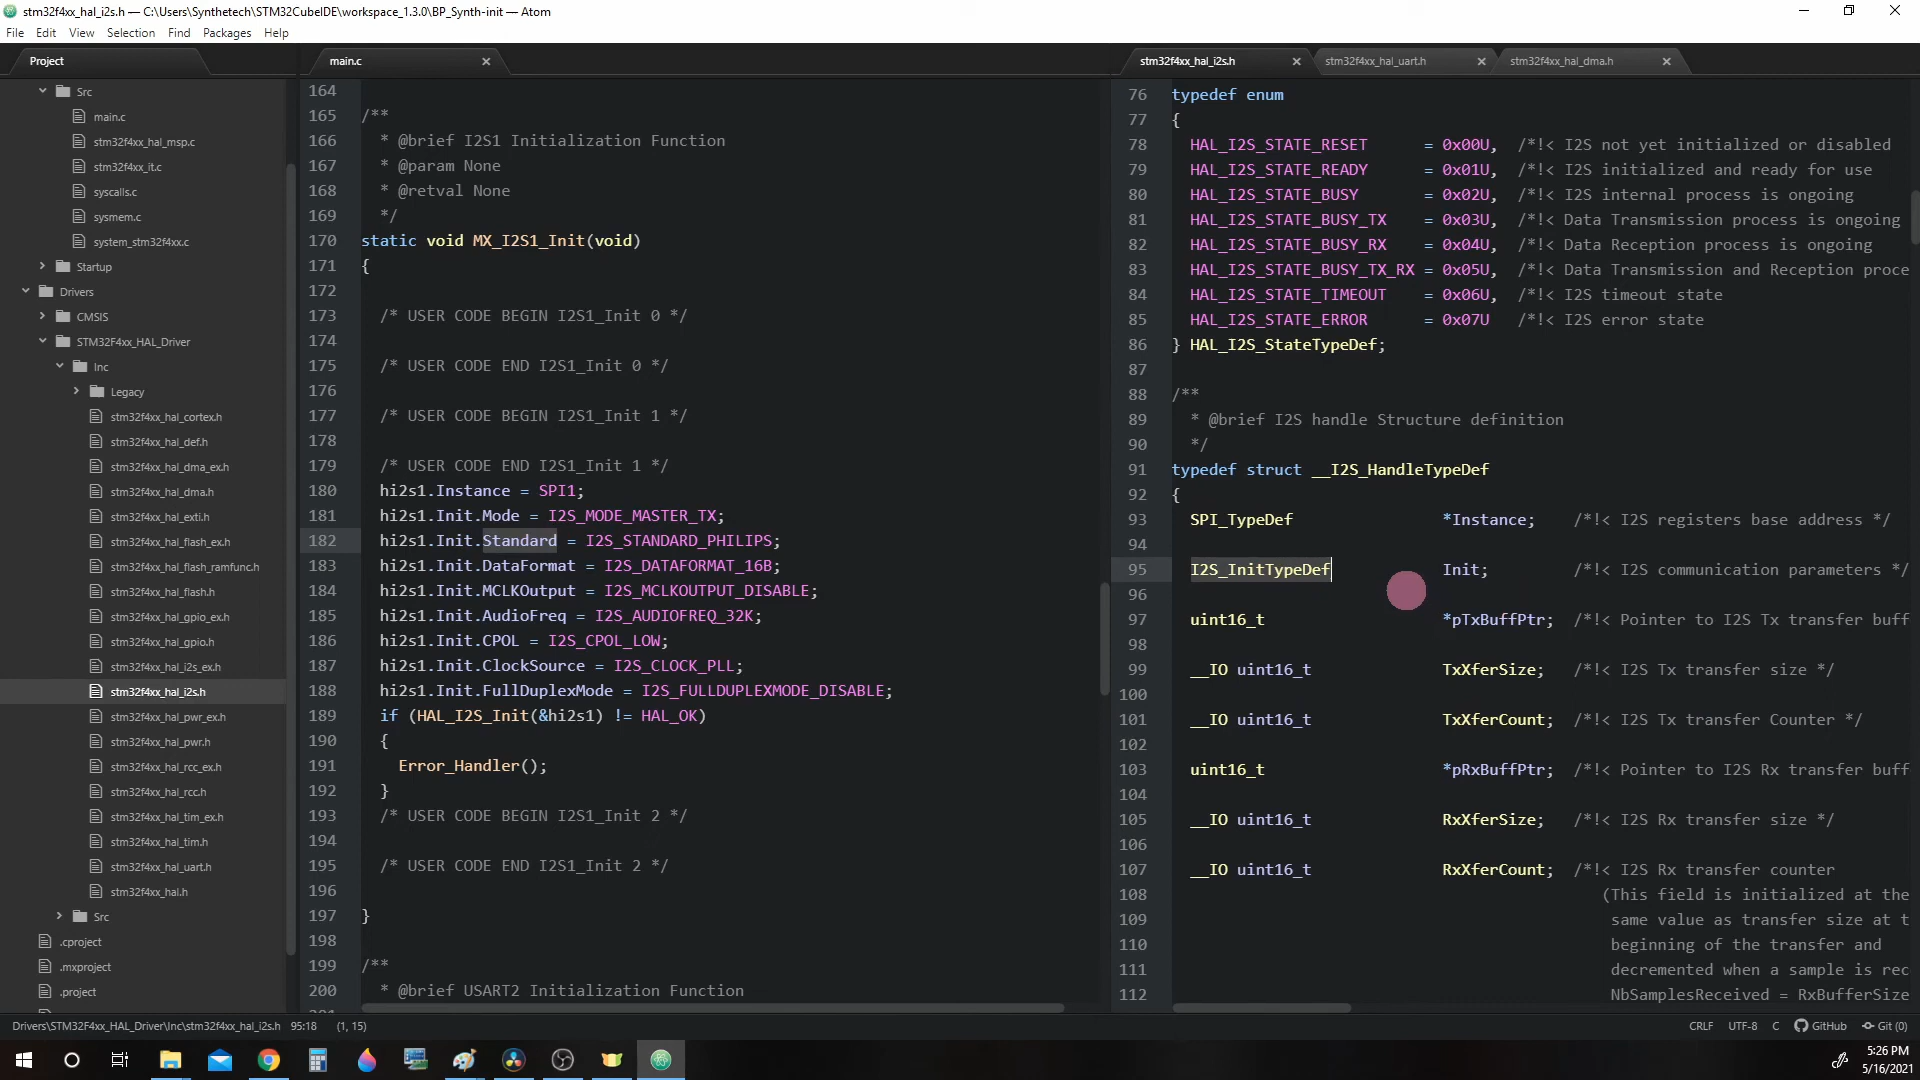 stm32f4xx_hal_i2s.h — C:\Users\Synthetech\STM32CubeIDE\workspace_1.3.0\BP_Synth-init — Atom
File Edit View Selection Find Packages Help
Project
Src
main.c
stm32f4xx_hal_msp.c
stm32f4xx_it.c
syscalls.c
sysmem.c
system_stm32f4xx.c
Startup
Drivers
CMSIS
STM32F4xx_HAL_Driver
Inc
Legacy
stm32f4xx_hal_cortex.h
stm32f4xx_hal_def.h
stm32f4xx_hal_dma_ex.h
stm32f4xx_hal_dma.h
stm32f4xx_hal_exti.h
stm32f4xx_hal_flash_ex.h
stm32f4xx_hal_flash_ramfunc.h
stm32f4xx_hal_flash.h
stm32f4xx_hal_gpio_ex.h
stm32f4xx_hal_gpio.h
stm32f4xx_hal_i2s_ex.h
stm32f4xx_hal_i2s.h
stm32f4xx_hal_pwr_ex.h
stm32f4xx_hal_pwr.h
stm32f4xx_hal_rcc_ex.h
stm32f4xx_hal_rcc.h
stm32f4xx_hal_tim_ex.h
stm32f4xx_hal_tim.h
stm32f4xx_hal_uart.h
stm32f4xx_hal.h
Src
.cproject
.mxproject
.project
main.c
164
165 /**
166 * @brief I2S1 Initialization Function
167 * @param None
168 * @retval None
169 */
170 static void MX_I2S1_Init(void)
171 {
172
173 /* USER CODE BEGIN I2S1_Init 0 */
174
175 /* USER CODE END I2S1_Init 0 */
176
177 /* USER CODE BEGIN I2S1_Init 1 */
178
179 /* USER CODE END I2S1_Init 1 */
180 hi2s1.Instance = SPI1;
181 hi2s1.Init.Mode = I2S_MODE_MASTER_TX;
182 hi2s1.Init.Standard = I2S_STANDARD_PHILIPS;
183 hi2s1.Init.DataFormat = I2S_DATAFORMAT_16B;
184 hi2s1.Init.MCLKOutput = I2S_MCLKOUTPUT_DISABLE;
185 hi2s1.Init.AudioFreq = I2S_AUDIOFREQ_32K;
186 hi2s1.Init.CPOL = I2S_CPOL_LOW;
187 hi2s1.Init.ClockSource = I2S_CLOCK_PLL;
188 hi2s1.Init.FullDuplexMode = I2S_FULLDUPLEXMODE_DISABLE;
189 if (HAL_I2S_Init(&hi2s1) != HAL_OK)
190 {
191 Error_Handler();
192 }
193 /* USER CODE BEGIN I2S1_Init 2 */
194
195 /* USER CODE END I2S1_Init 2 */
196
197 }
198
199 /**
200 * @brief USART2 Initialization Function
stm32f4xx_hal_i2s.h stm32f4xx_hal_uart.h stm32f4xx_hal_dma.h
76 typedef enum
77 {
78 HAL_I2S_STATE_RESET = 0x00U, /*!< I2S not yet initialized or disabled
79 HAL_I2S_STATE_READY = 0x01U, /*!< I2S initialized and ready for use
80 HAL_I2S_STATE_BUSY = 0x02U, /*!< I2S internal process is ongoing
81 HAL_I2S_STATE_BUSY_TX = 0x03U, /*!< Data Transmission process is ongoing
82 HAL_I2S_STATE_BUSY_RX = 0x04U, /*!< Data Reception process is ongoing
83 HAL_I2S_STATE_BUSY_TX_RX = 0x05U, /*!< Data Transmission and Reception proce
84 HAL_I2S_STATE_TIMEOUT = 0x06U, /*!< I2S timeout state
85 HAL_I2S_STATE_ERROR = 0x07U /*!< I2S error state
86 } HAL_I2S_StateTypeDef;
87
88 /**
89 * @brief I2S handle Structure definition
90 */
91 typedef struct __I2S_HandleTypeDef
92 {
93 SPI_TypeDef *Instance; /*!< I2S registers base address */
94
95 I2S_InitTypeDef Init; /*!< I2S communication parameters */
96
97 uint16_t *pTxBuffPtr; /*!< Pointer to I2S Tx transfer buff
98
99 __IO uint16_t TxXferSize; /*!< I2S Tx transfer size */
100
101 __IO uint16_t TxXferCount; /*!< I2S Tx transfer Counter */
102
103 uint16_t *pRxBuffPtr; /*!< Pointer to I2S Rx transfer buff
104
105 __IO uint16_t RxXferSize; /*!< I2S Rx transfer size */
106
107 __IO uint16_t RxXferCount; /*!< I2S Rx transfer counter
108 (This field is initialized at the
109 same value as transfer size at t
110 beginning of the transfer and
111 decremented when a sample is rec
112 NbSamplesReceived = RxBufferSize
Drivers\STM32F4xx_HAL_Driver\Inc\stm32f4xx_hal_i2s.h 95:18 (1, 15) CRLF UTF-8 C GitHub Git (0)
5:26 PM
5/16/2021